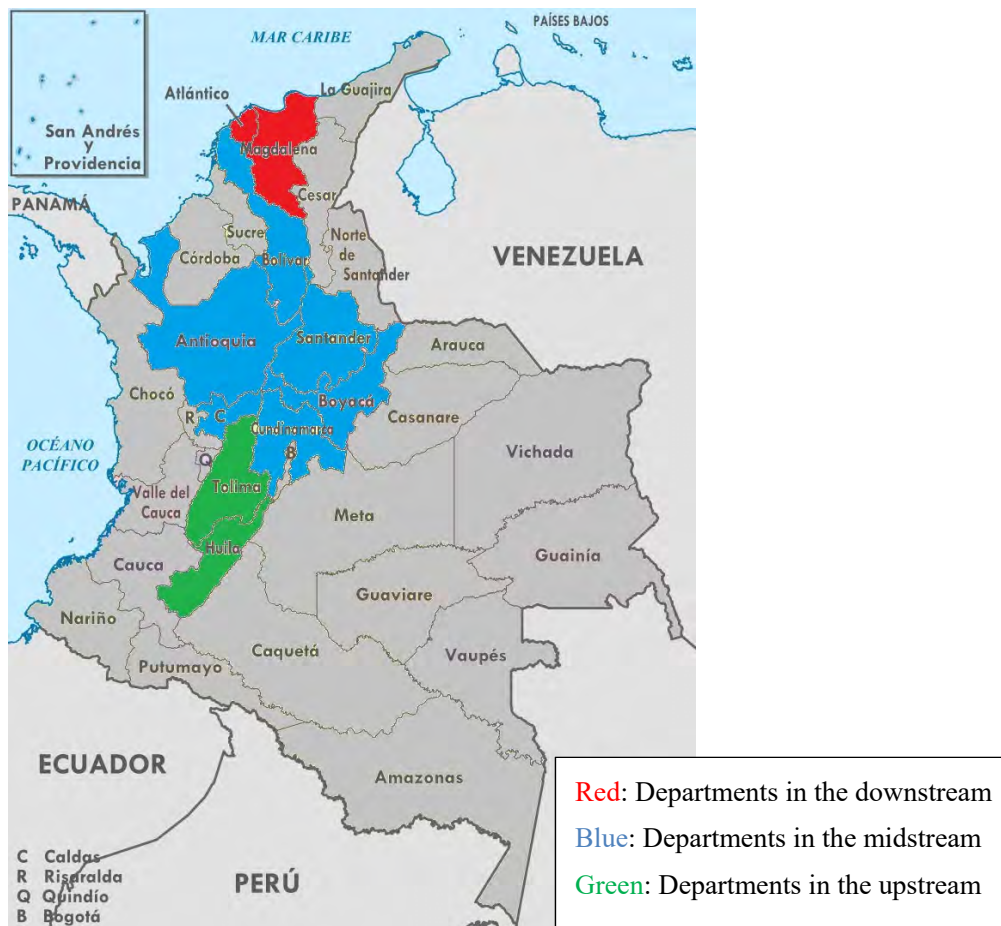 PAÍSES BAJOS
MAR CARIBE
La Guajira
Atlántico
San Andrés
y
Providencia
Magdalena
Cesar
PANAMÁ
Sucre
Norte
de
Santander
VENEZUELA
Córdoba
Bolívar
Antioquia
Santander
Arauca
Chocó
Boyacá
Casanare
R
C
Cundinamarca
OCÉANO
PACÍFICO
B
Vichada
Q
Tolima
Valle del
Cauca
Meta
Huila
Guainía
Cauca
Guaviare
Nariño
Caquetá
Vaupés
Putumayo
ECUADOR
Amazonas
Red: Departments in the downstream
Blue: Departments in the midstream
Green: Departments in the upstream
C Caldas
R Risaralda
Q Quindío
B Bogotá
PERÚ